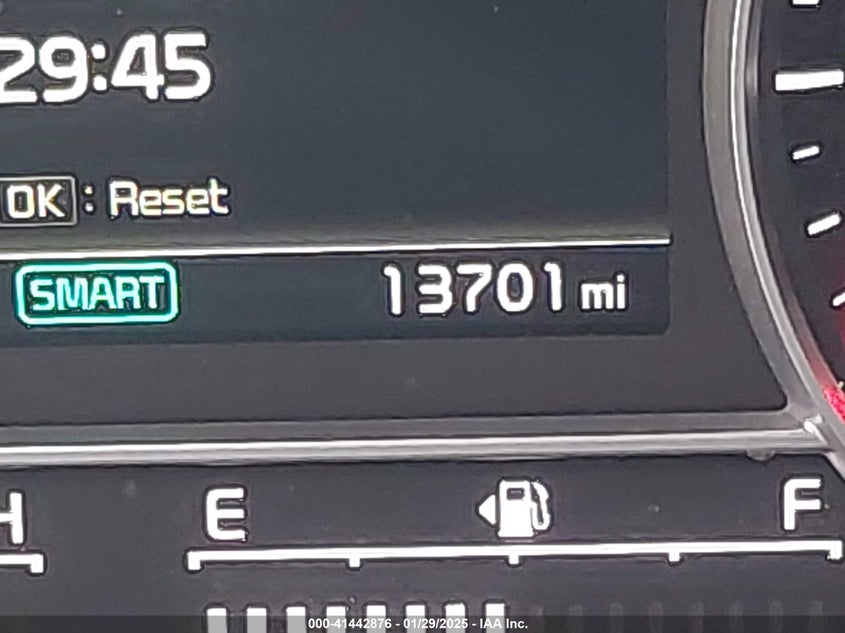 29:45
OK : Reset
SMART 13701 mi
H E F
000-41442876 - 01/29/2025 - IAA Inc.